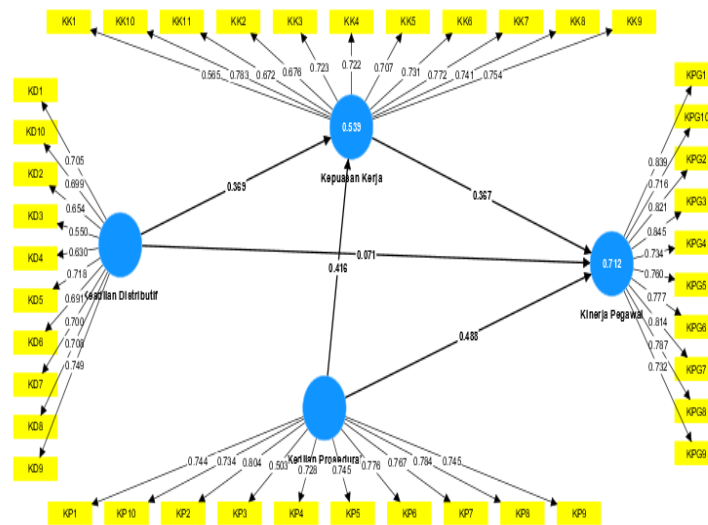 KK1 KK10 KK11 KK2 KK3 KK4 KK5 KK6 KK7 KK8 KK9
0.565 0.783 0.672 0.676 0.723 0.722 0.707 0.731 0.772 0.741 0.754
0.539
Kepuasan Kerja
KD1
KD10
KD2
KD3
KD4
KD5
KD6
KD7
KD8
KD9
0.705
0.699
0.654
0.550
0.630
0.718
0.691
0.700
0.708
0.749
Keadilan Distributif
0.369
0.416
0.071
0.367
0.488
0.712
Kinerja Pegawai
KPG1
KPG10
KPG2
KPG3
KPG4
KPG5
KPG6
KPG7
KPG8
KPG9
0.839
0.716
0.821
0.845
0.734
0.760
0.777
0.814
0.787
0.732
Kedilan Prosedural
0.744 0.734 0.804 0.503 0.728 0.745 0.776 0.767 0.784 0.745
KP1 KP10 KP2 KP3 KP4 KP5 KP6 KP7 KP8 KP9